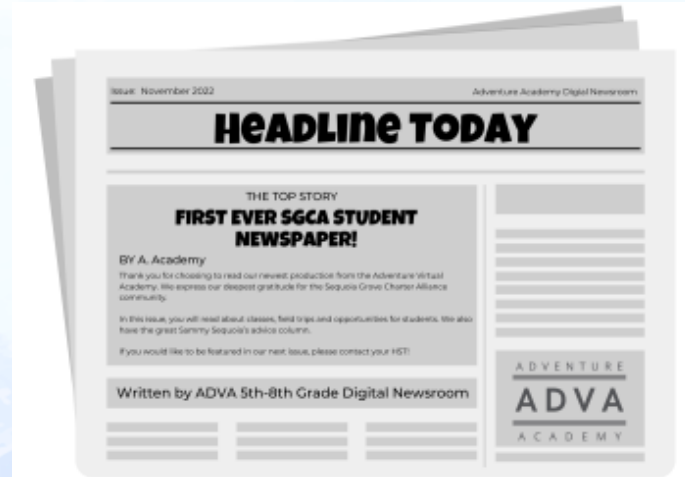 Issue: November 2022
Adventure Academy Digial Newsroom
HEADLINE TODAY
THE TOP STORY
FIRST EVER SGCA STUDENT
NEWSPAPER!
BY A. Academy
Thank you for choosing to read our newest production from the Adventure Virtual
Academy. We express our deepest gratitude for the Sequoia Grove Charter Alliance
community.
In this issue, you will read about classes, field trips and opportunities for students. We also
have the great Sammy Sequoia's advice column.
If you would like to be featured in our next issue, please contact your HST!
Written by ADVA 5th-8th Grade Digital Newsroom
ADVENTURE
ADVA
ACADEMY